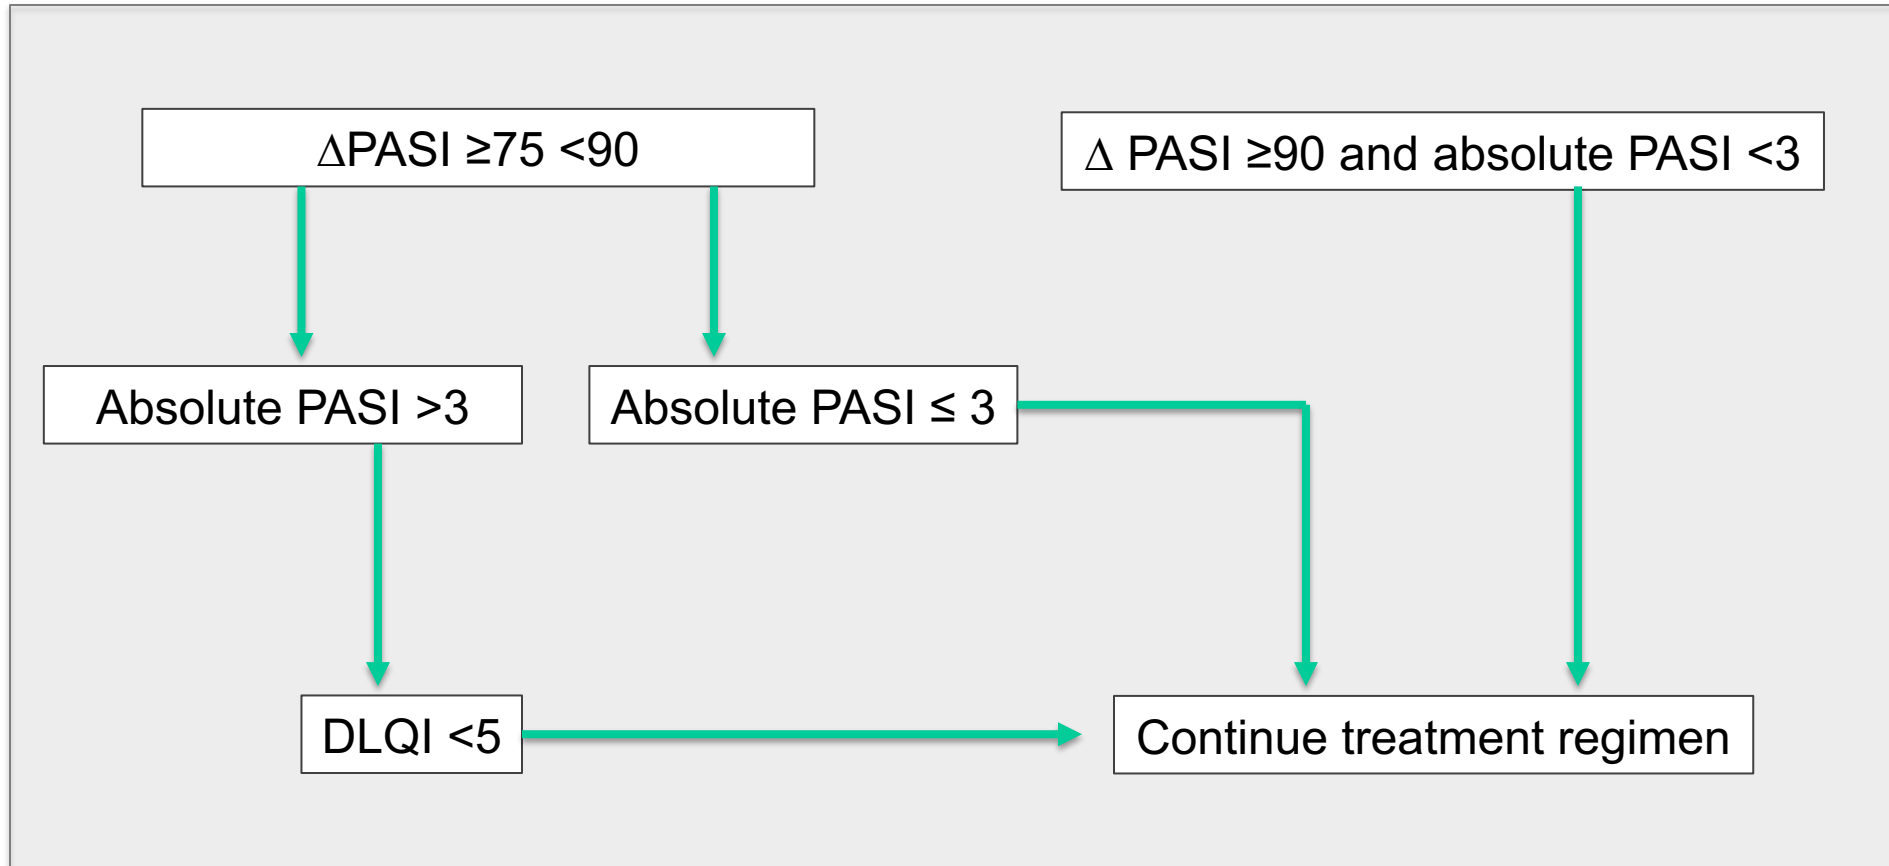 ∆PASI ≥75 <90
∆ PASI ≥90 and absolute PASI <3
Absolute PASI >3
Absolute PASI ≤ 3
DLQI <5
Continue treatment regimen